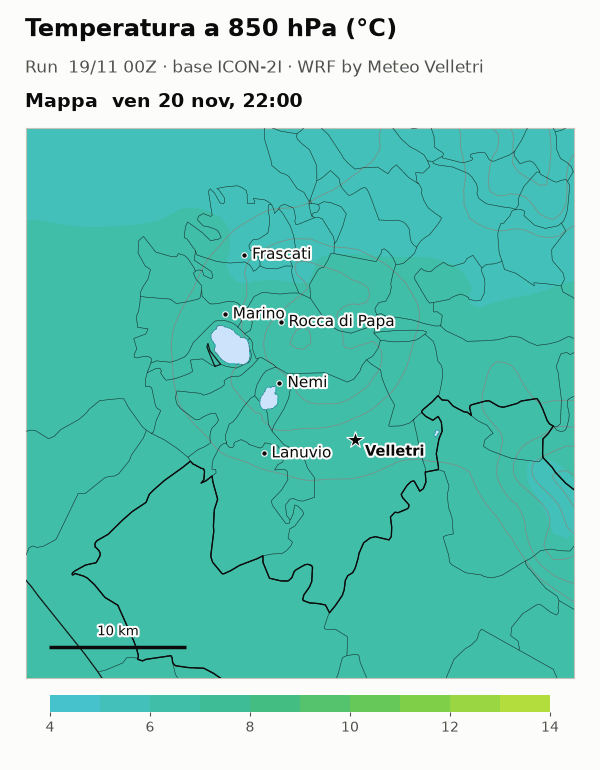 Temperatura a 850 hPa (°C)
Run 19/11 00Z · base ICON-2I · WRF by Meteo Velletri
Mappa ven 20 nov, 22:00
Frascati
Marino
Rocca di Papa
Nemi
Velletri
Lanuvio
10 km
4 6 8 10 12 14